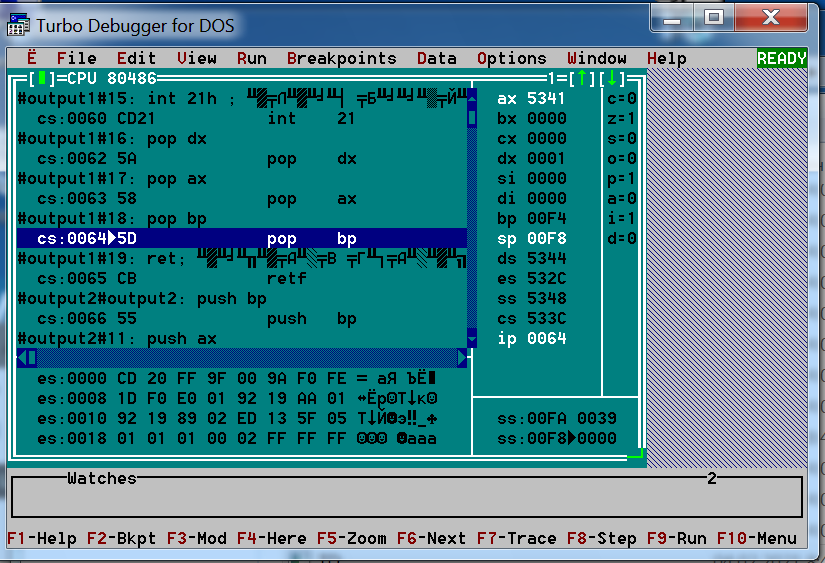 Turbo Debugger for DOS
Ë File Edit View Run Breakpoints Data Options Window Help READY
[■]=CPU 80486 1=[↑][↓]
#output1#15: int 21h ;
cs:0060 CD21 int 21
#output1#16: pop dx
cs:0062 5A pop dx
#output1#17: pop ax
cs:0063 58 pop ax
#output1#18: pop bp
cs:0064►5D pop bp
#output1#19: ret;
cs:0065 CB retf
#output2#output2: push bp
cs:0066 55 push bp
#output2#11: push ax
ax 5341 c=0
bx 0000 z=1
cx 0000 s=0
dx 0001 o=0
si 0000 p=1
di 0000 a=0
bp 00F4 i=1
sp 00F8 d=0
ds 5344
es 532C
ss 5348
cs 533C
ip 0064
es:0000 CD 20 FF 9F 00 9A F0 FE = аЯ ЪË■
es:0008 1D F0 E0 01 92 19 AA 01
es:0010 92 19 89 02 ED 13 5F 05
es:0018 01 01 01 00 02 FF FF FF
ss:00FA 0039
ss:00F8►0000
Watches 2
F1-Help F2-Bkpt F3-Mod F4-Here F5-Zoom F6-Next F7-Trace F8-Step F9-Run F10-Menu